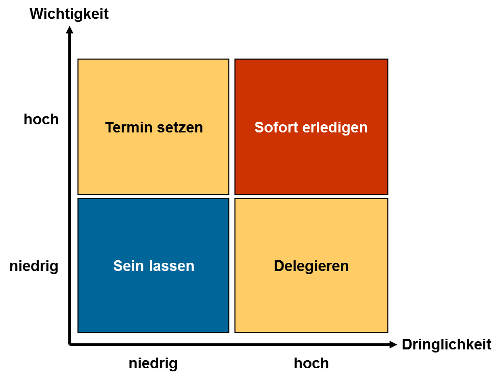 Wichtigkeit
hoch
Termin setzen
Sofort erledigen
niedrig
Sein lassen
Delegieren
Dringlichkeit
niedrig
hoch